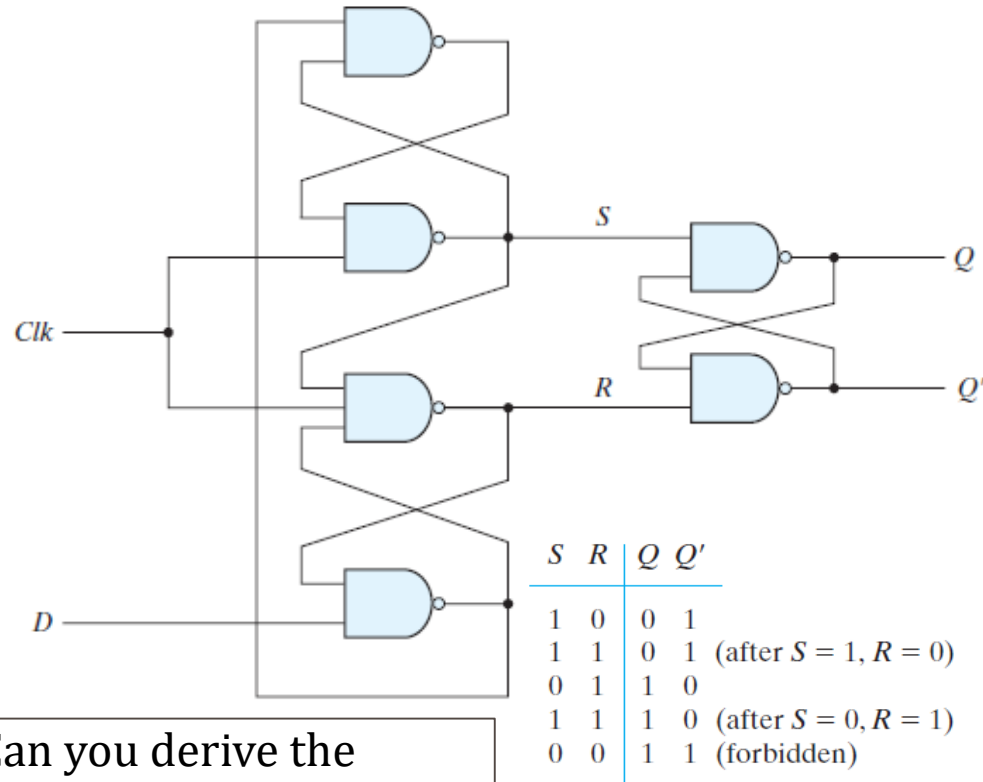 S
Q
Clk
R
Q'
D
S R Q Q'
1 0 0 1
1 1 0 1 (after S = 1, R = 0)
0 1 1 0
1 1 1 0 (after S = 0, R = 1)
0 0 1 1 (forbidden)
Can you derive the